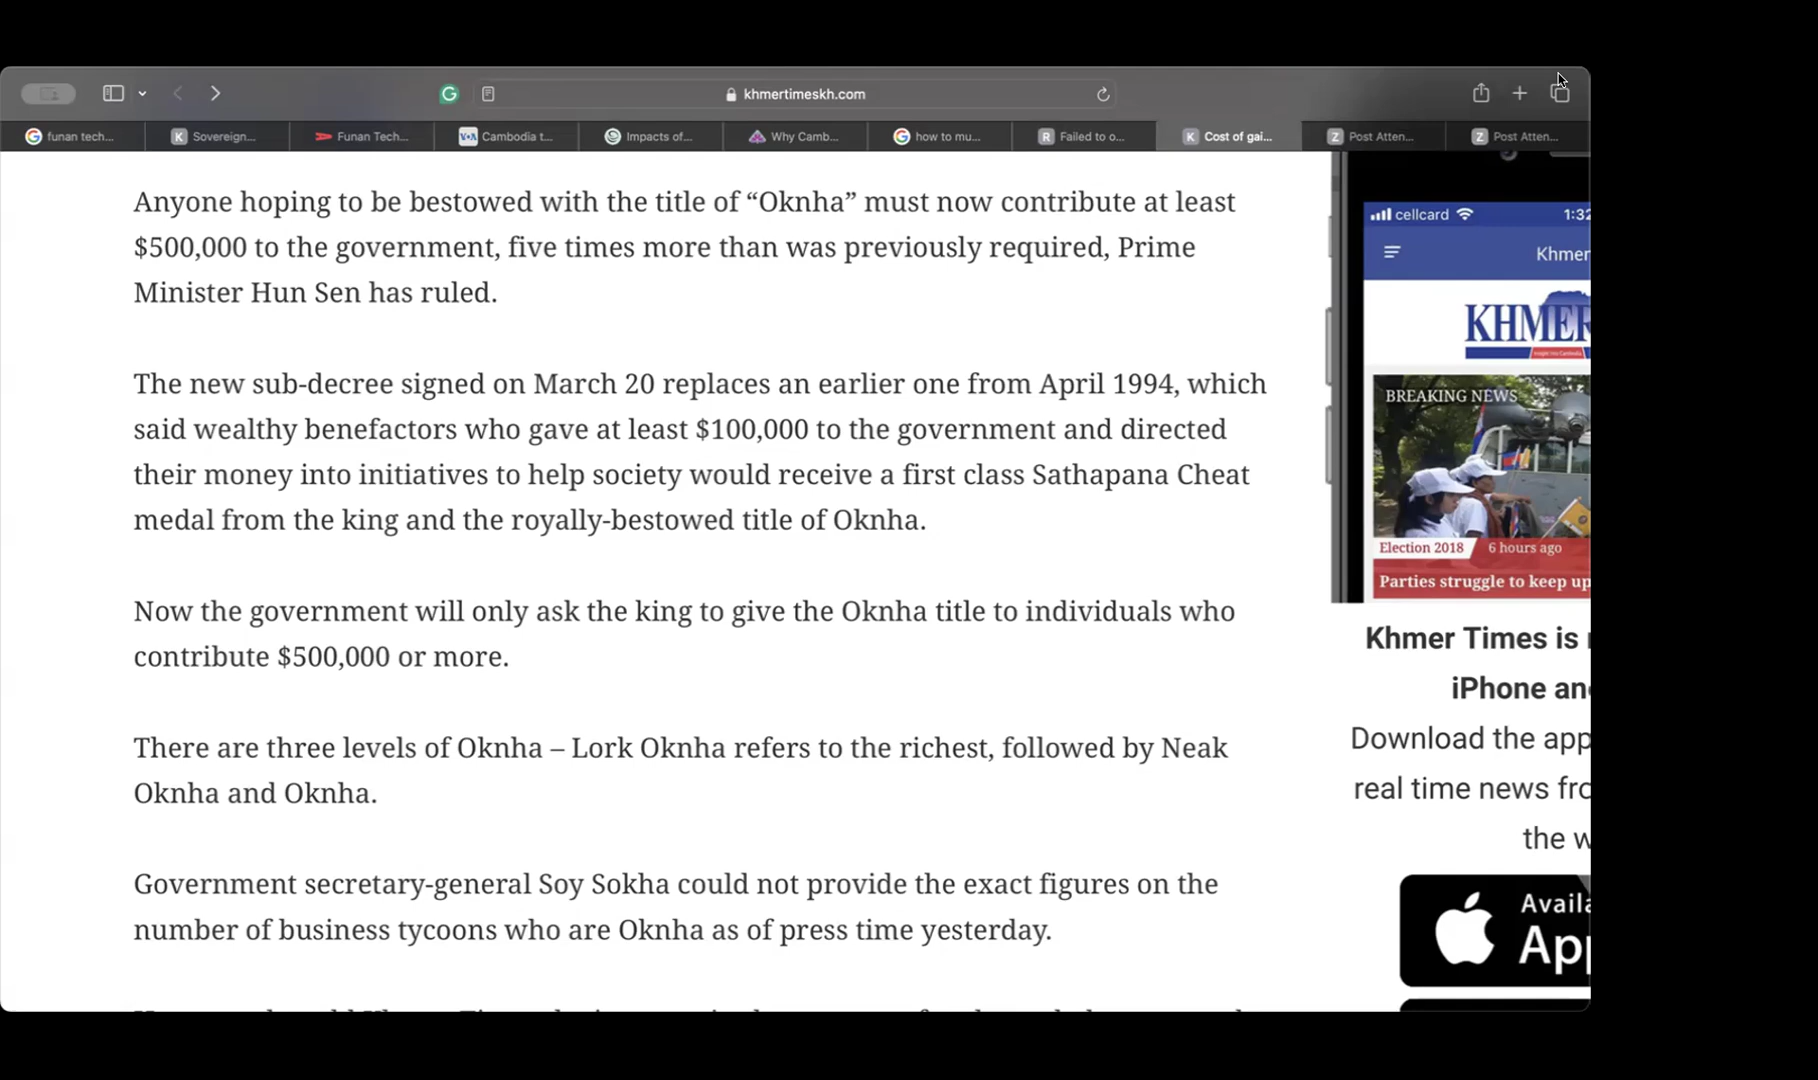 khmertimeskh.com
funan tech...
Sovereign...
Funan Tech...
VOA Cambodia t...
Impacts of...
Why Camb...
how to mu...
Failed to o...
Cost of gai...
Post Atten...
Post Atten...
Anyone hoping to be bestowed with the title of “Oknha” must now contribute at least
$500,000 to the government, five times more than was previously required, Prime
Minister Hun Sen has ruled.
The new sub-decree signed on March 20 replaces an earlier one from April 1994, which
said wealthy benefactors who gave at least $100,000 to the government and directed
their money into initiatives to help society would receive a first class Sathapana Cheat
medal from the king and the royally-bestowed title of Oknha.
Now the government will only ask the king to give the Oknha title to individuals who
contribute $500,000 or more.
There are three levels of Oknha – Lork Oknha refers to the richest, followed by Neak
Oknha and Oknha.
Government secretary-general Soy Sokha could not provide the exact figures on the
number of business tycoons who are Oknha as of press time yesterday.
cellcard 1:32
Khmer
KHMER
BREAKING NEWS
Election 2018 6 hours ago
Parties struggle to keep up
Khmer Times is
iPhone an
Download the app
real time news fro
the w
Availa
App